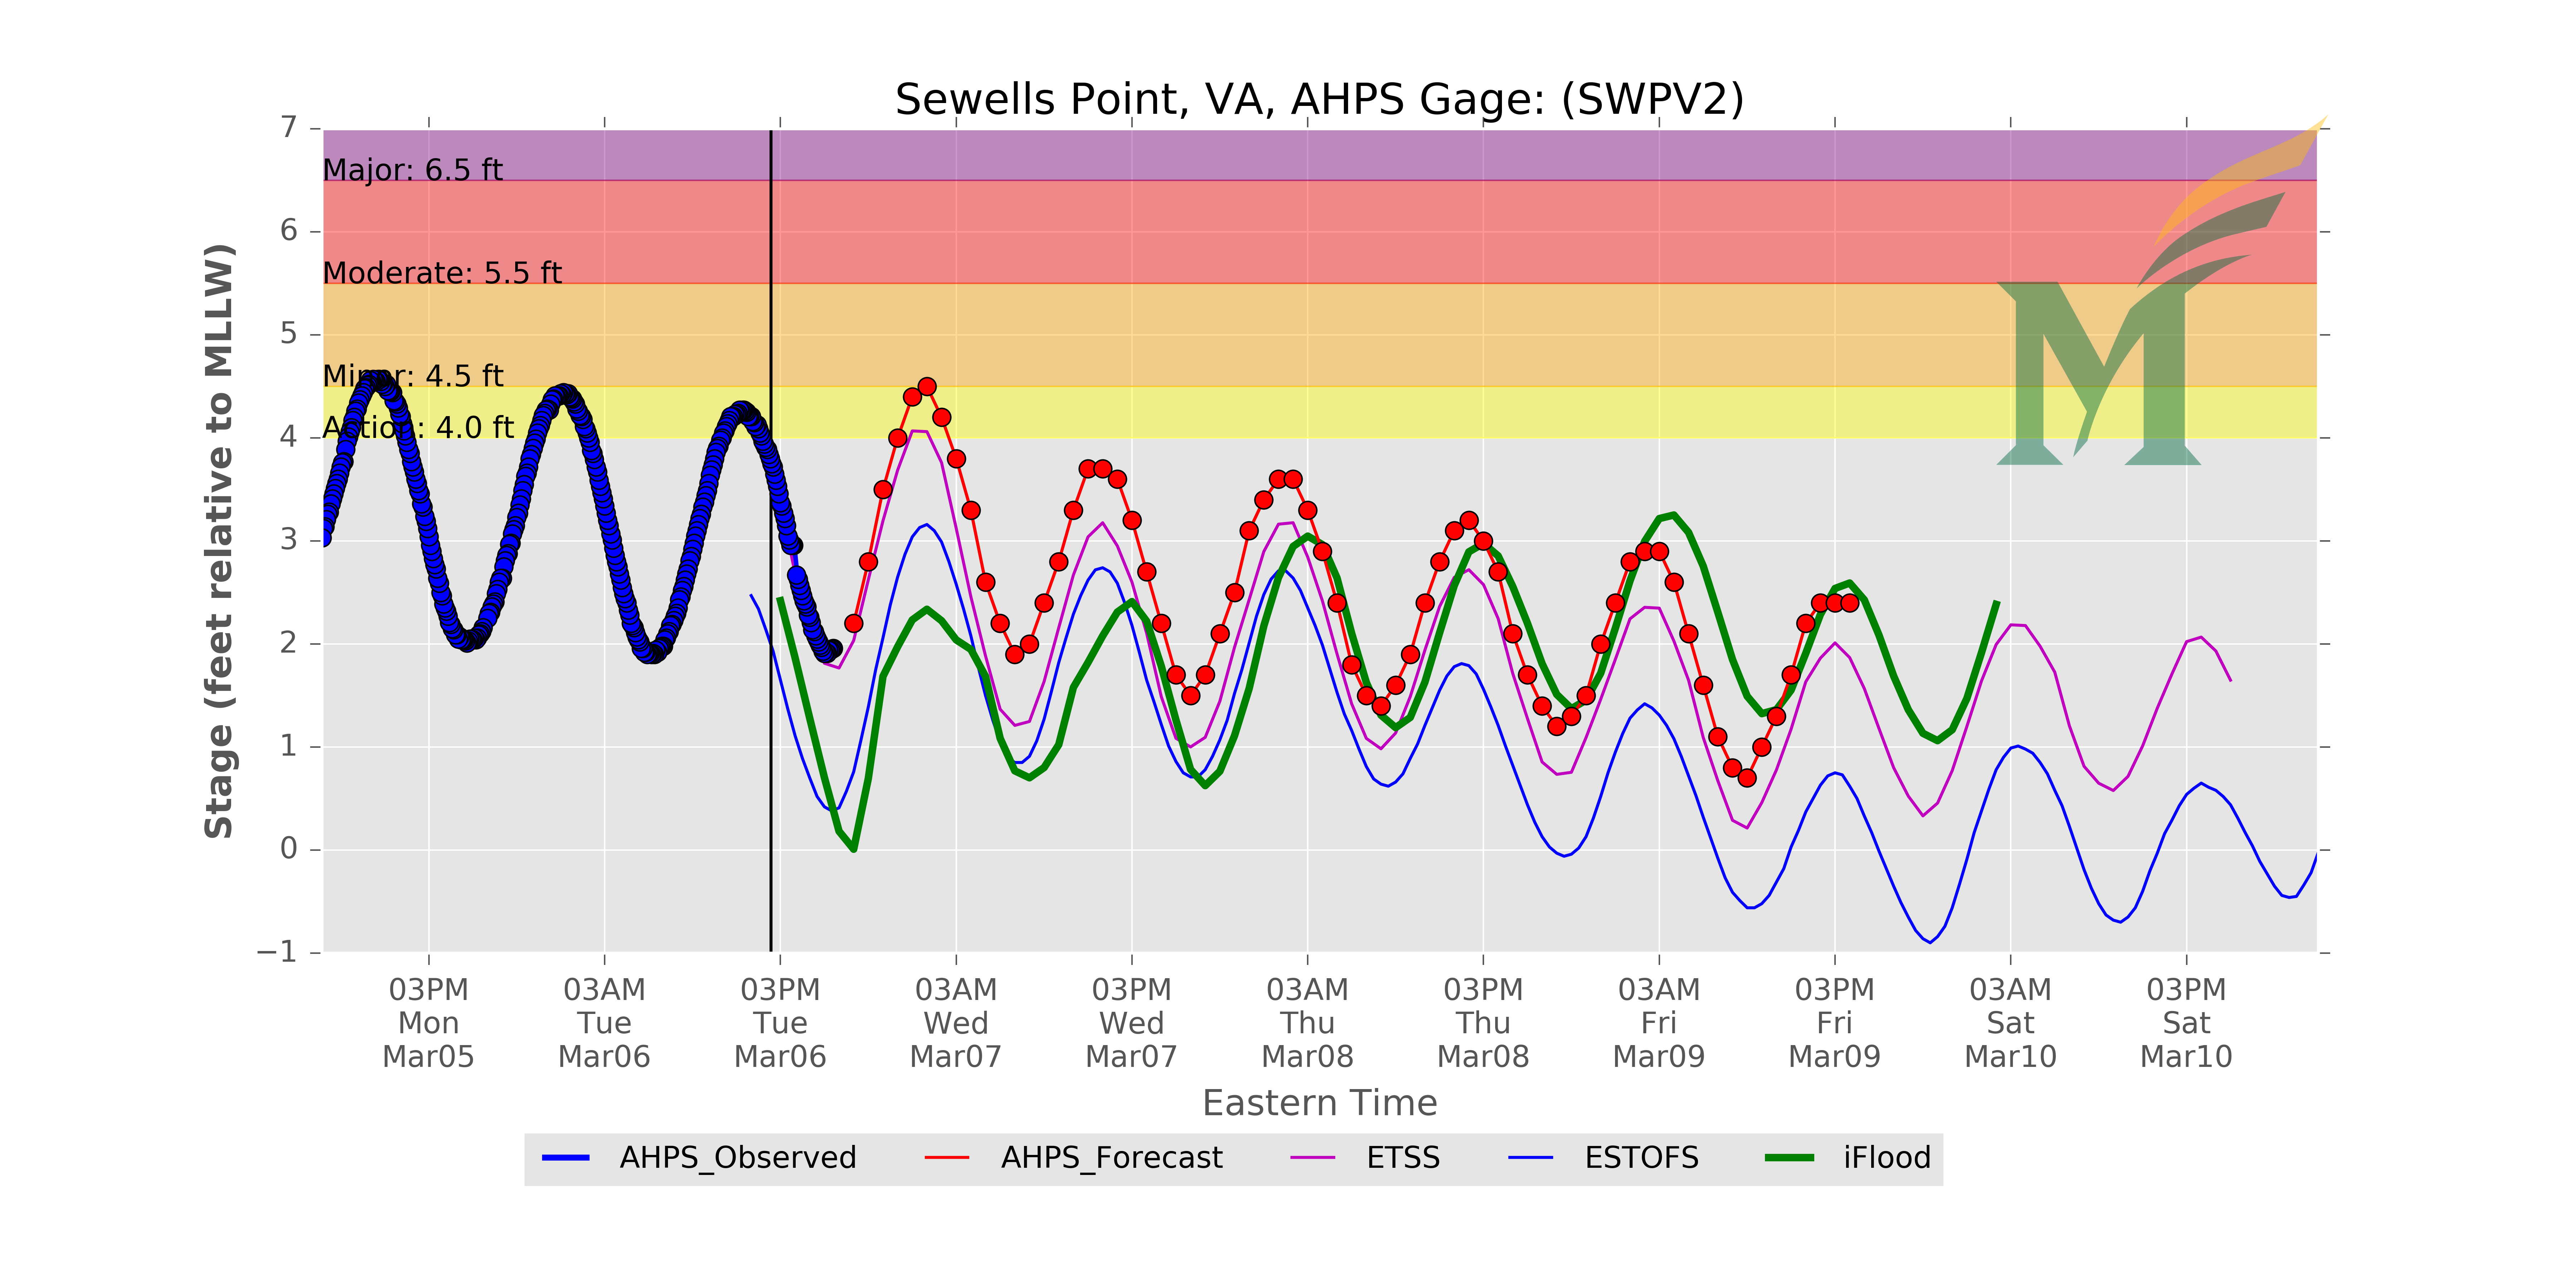 Sewells Point, VA, AHPS Gage: (SWPV2)
Stage (feet relative to MLLW)
7
6
5
4
3
2
1
0
−1
Major: 6.5 ft
Moderate: 5.5 ft
Minor: 4.5 ft
Action: 4.0 ft
M
03PM 03AM 03PM 03AM 03PM 03AM 03PM 03AM 03PM 03AM 03PM
Mon Tue Tue Wed Wed Thu Thu Fri Fri Sat Sat
Mar05 Mar06 Mar06 Mar07 Mar07 Mar08 Mar08 Mar09 Mar09 Mar10 Mar10
Eastern Time
AHPS_Observed AHPS_Forecast ETSS ESTOFS iFlood